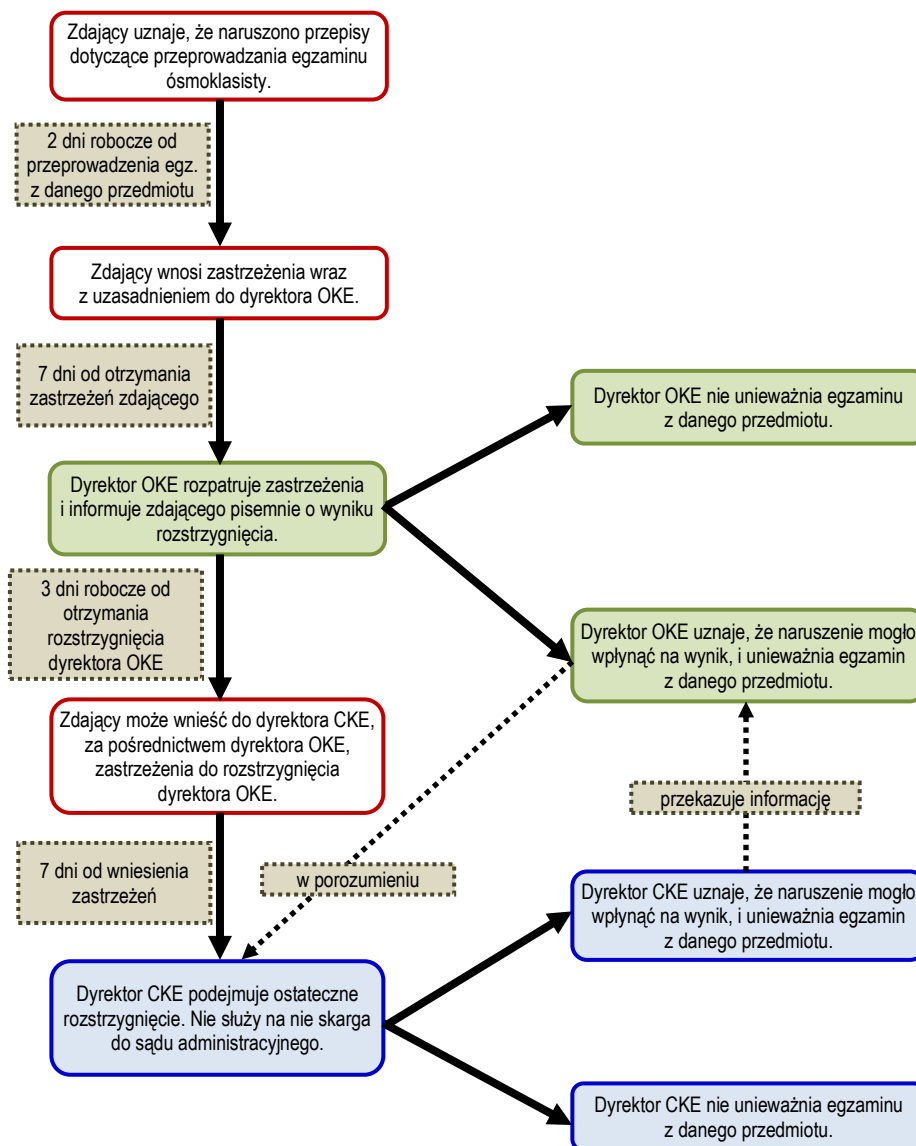 Zdający uznaje, że naruszono przepisy
dotyczące przeprowadzania egzaminu
ósmoklasisty.
2 dni robocze od
przeprowadzenia egz.
z danego przedmiotu
Zdający wnosi zastrzeżenia wraz
z uzasadnieniem do dyrektora OKE.
7 dni od otrzymania
zastrzeżeń zdającego
Dyrektor OKE nie unieważnia egzaminu
z danego przedmiotu.
Dyrektor OKE rozpatruje zastrzeżenia
i informuje zdającego pisemnie o wyniku
rozstrzygnięcia.
3 dni robocze od
otrzymania
rozstrzygnięcia
dyrektora OKE
Dyrektor OKE uznaje, że naruszenie mogło
wpłynąć na wynik, i unieważnia egzamin
z danego przedmiotu.
Zdający może wnieść do dyrektora CKE,
za pośrednictwem dyrektora OKE,
zastrzeżenia do rozstrzygnięcia
dyrektora OKE.
przekazuje informację
7 dni od wniesienia
zastrzeżeń
w porozumieniu
Dyrektor CKE uznaje, że naruszenie mogło
wpłynąć na wynik, i unieważnia egzamin
z danego przedmiotu.
Dyrektor CKE podejmuje ostateczne
rozstrzygnięcie. Nie służy na nie skarga
do sądu administracyjnego.
Dyrektor CKE nie unieważnia egzaminu
z danego przedmiotu.